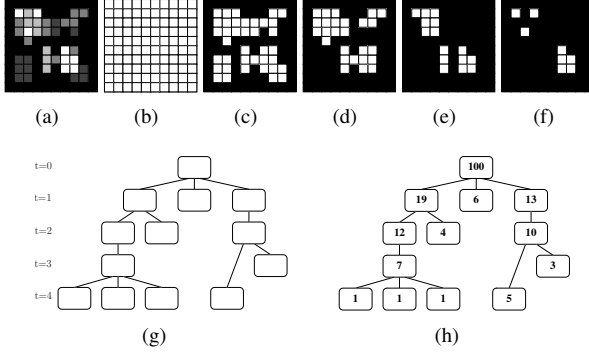 (a) (b) (c) (d) (e) (f)
t=0
t=1
t=2
t=3
t=4
(g)
100
19 6 13
12 4 10
7 3
1 1 1 5
(h)